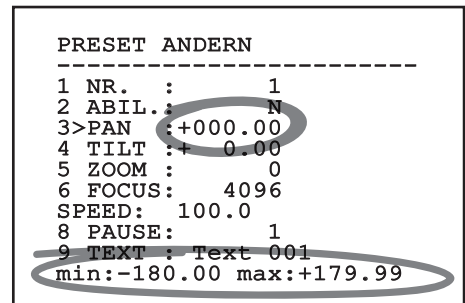 PRESET ANDERN
--------------------------
1 NR.  :       1
2 ABIL.:       N
3>PAN  :+000.00
4 TILT :+  0.00
5 ZOOM :       0
6 FOCUS:    4096
SPEED:  100.0
8 PAUSE:       1
9 TEXT : Text 001
min:-180.00 max:+179.99